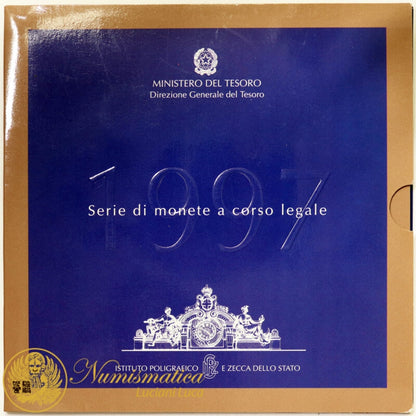 MINISTERO DEL TESORO
Direzione Generale del Tesoro
1997
Serie di monete a corso legale
ISTITUTO POLIGRAFICO E ZECCA DELLO STATO
Numismatica
Luciani Luca